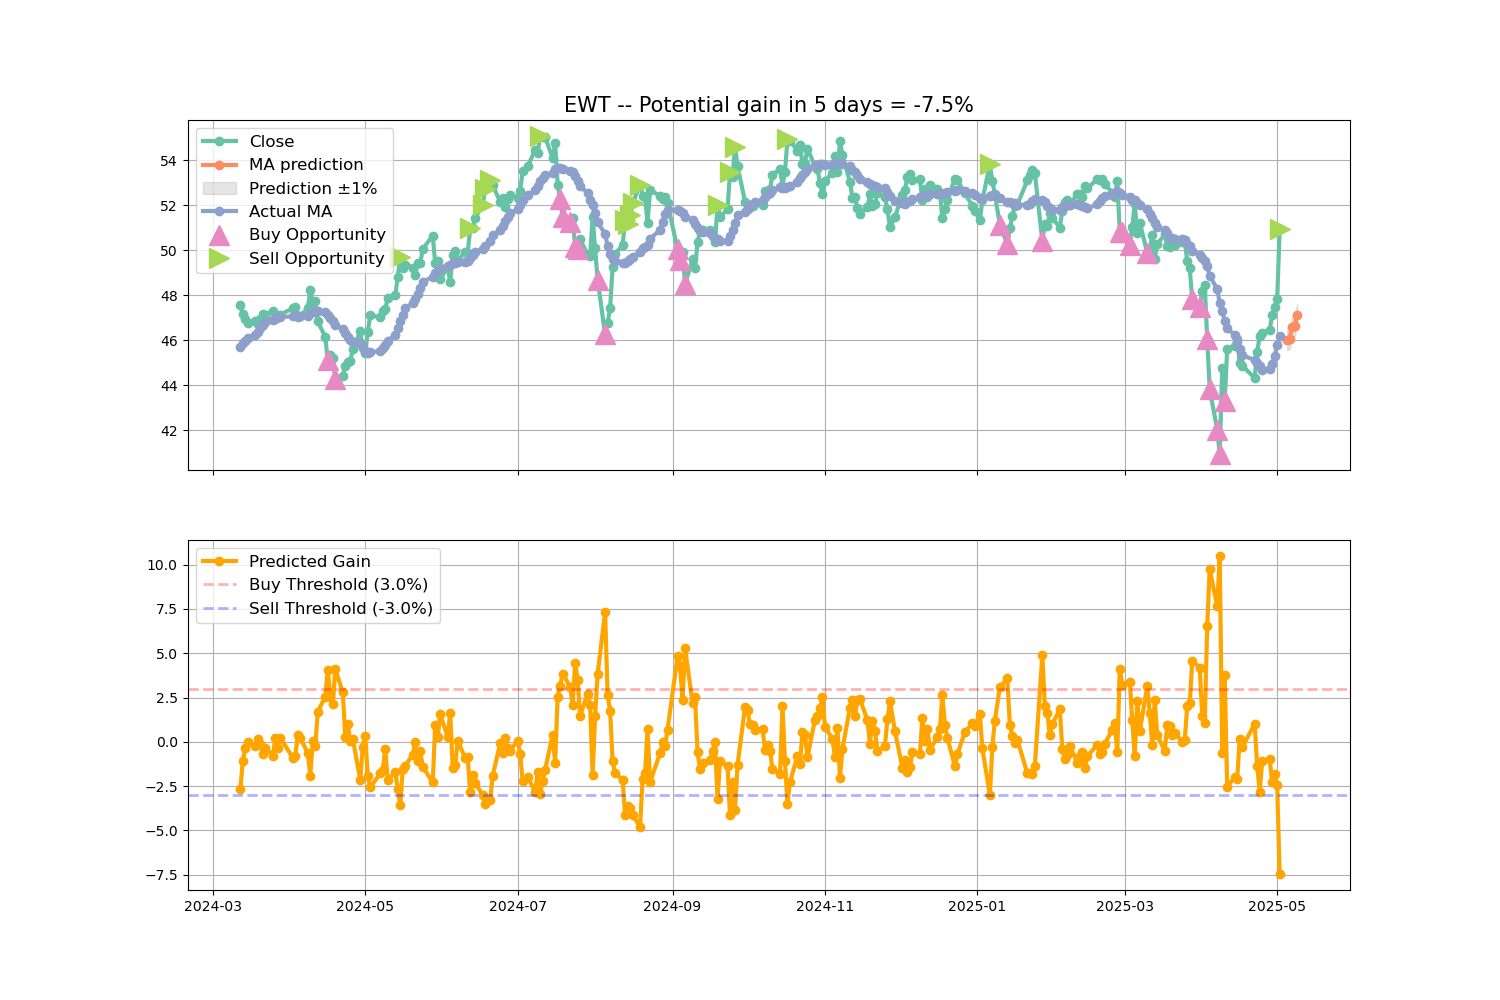 EWT -- Potential gain in 5 days = -7.5%
Close
MA prediction
Prediction ±1%
Actual MA
Buy Opportunity
Sell Opportunity
54
52
50
48
46
44
42
Predicted Gain
Buy Threshold (3.0%)
Sell Threshold (-3.0%)
10.0
7.5
5.0
2.5
0.0
−2.5
−5.0
−7.5
2024-03 2024-05 2024-07 2024-09 2024-11 2025-01 2025-03 2025-05